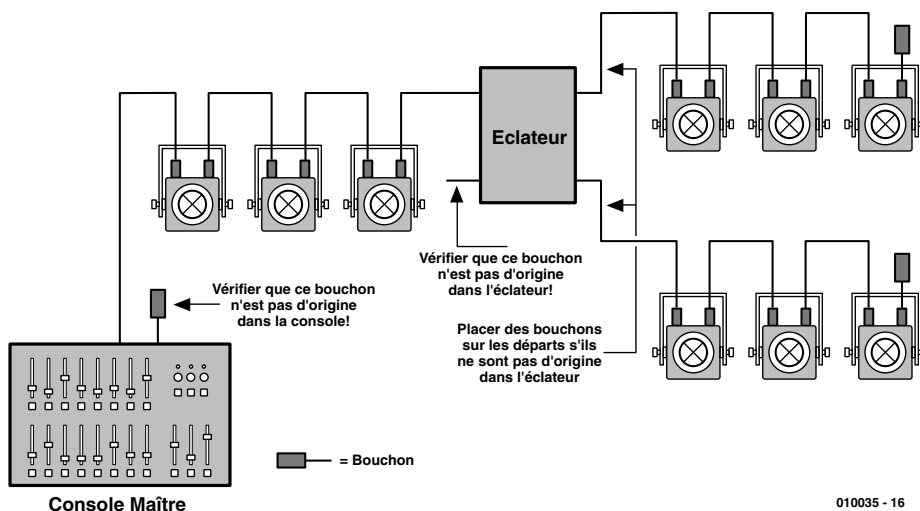 Eclateur
Vérifier que ce bouchon
n'est pas d'origine
dans l'éclateur!
Vérifier que ce bouchon
n'est pas d'origine
dans la console!
Placer des bouchons
sur les départs s'ils
ne sont pas d'origine
dans l'éclateur
= Bouchon
Console Maître
010035 - 16